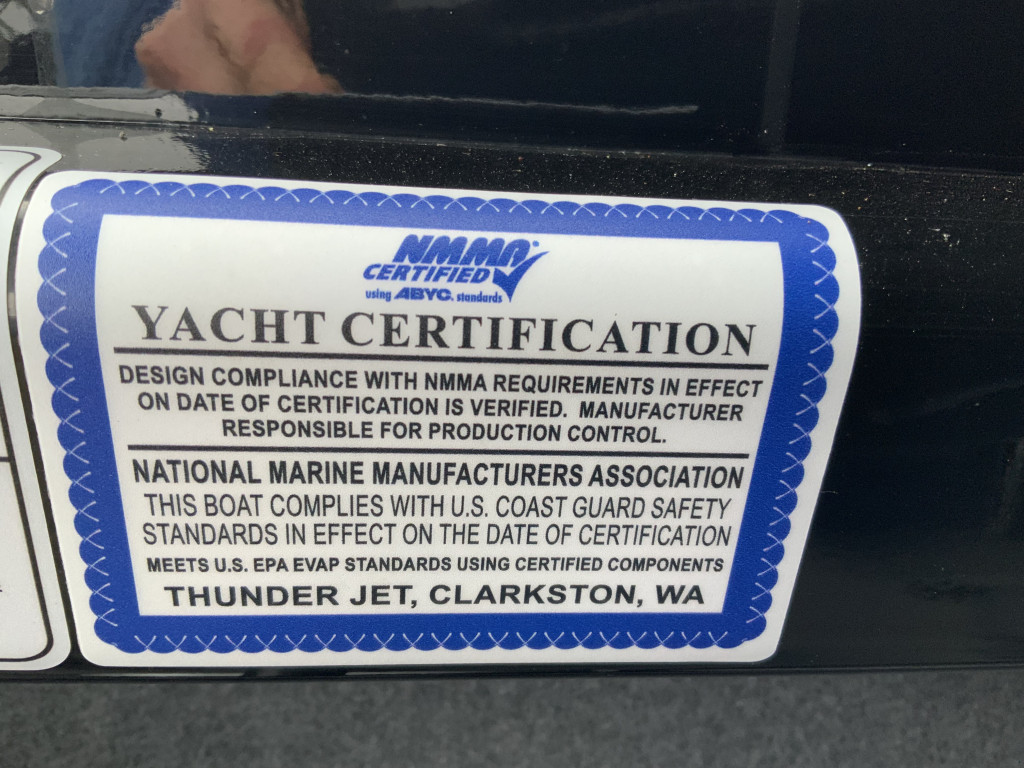 NMMA
CERTIFIED
using ABYC. standards
YACHT CERTIFICATION
DESIGN COMPLIANCE WITH NMMA REQUIREMENTS IN EFFECT
ON DATE OF CERTIFICATION IS VERIFIED. MANUFACTURER
RESPONSIBLE FOR PRODUCTION CONTROL.
NATIONAL MARINE MANUFACTURERS ASSOCIATION
THIS BOAT COMPLIES WITH U.S. COAST GUARD SAFETY
STANDARDS IN EFFECT ON THE DATE OF CERTIFICATION
MEETS U.S. EPA EVAP STANDARDS USING CERTIFIED COMPONENTS
THUNDER JET, CLARKSTON, WA